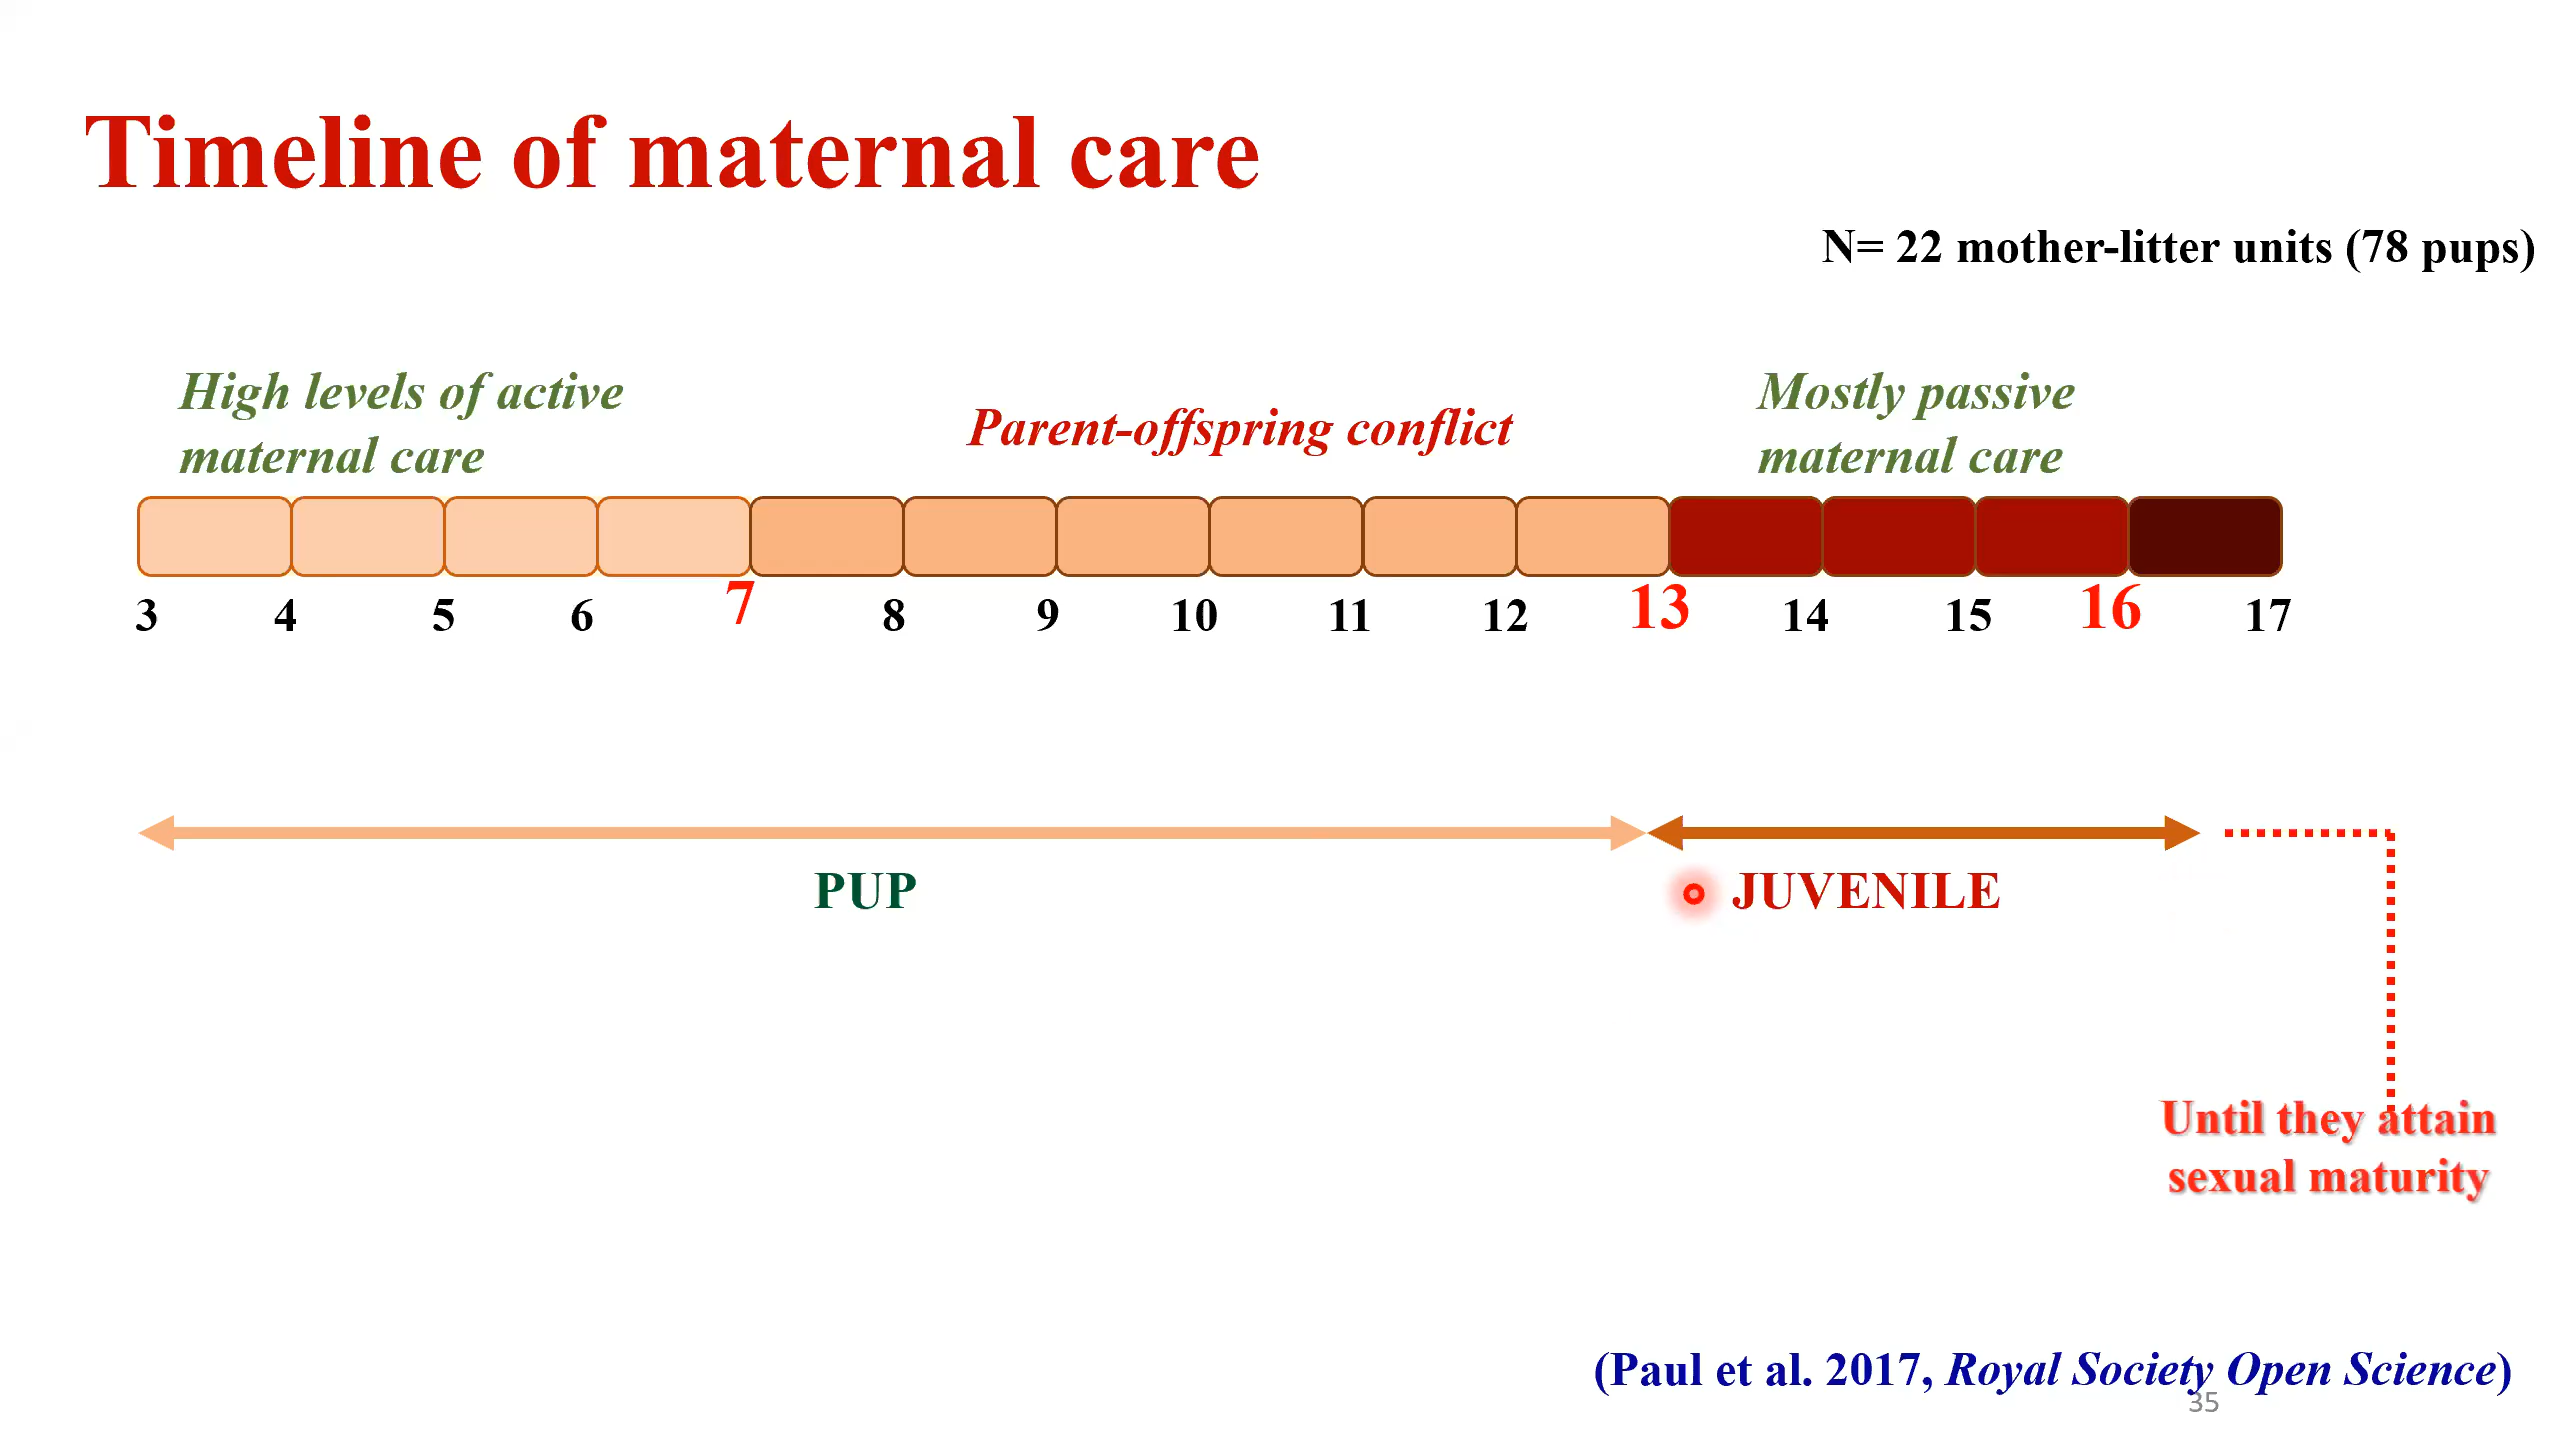 Timeline of maternal care
N= 22 mother-litter units (78 pups)
High levels of active
maternal care
Parent-offspring conflict
Mostly passive
maternal care
3 4 5 6 7 8 9 10 11 12 13 14 15 16 17
PUP
JUVENILE
Until they attain
sexual maturity
(Paul et al. 2017, Royal Society Open Science)
35